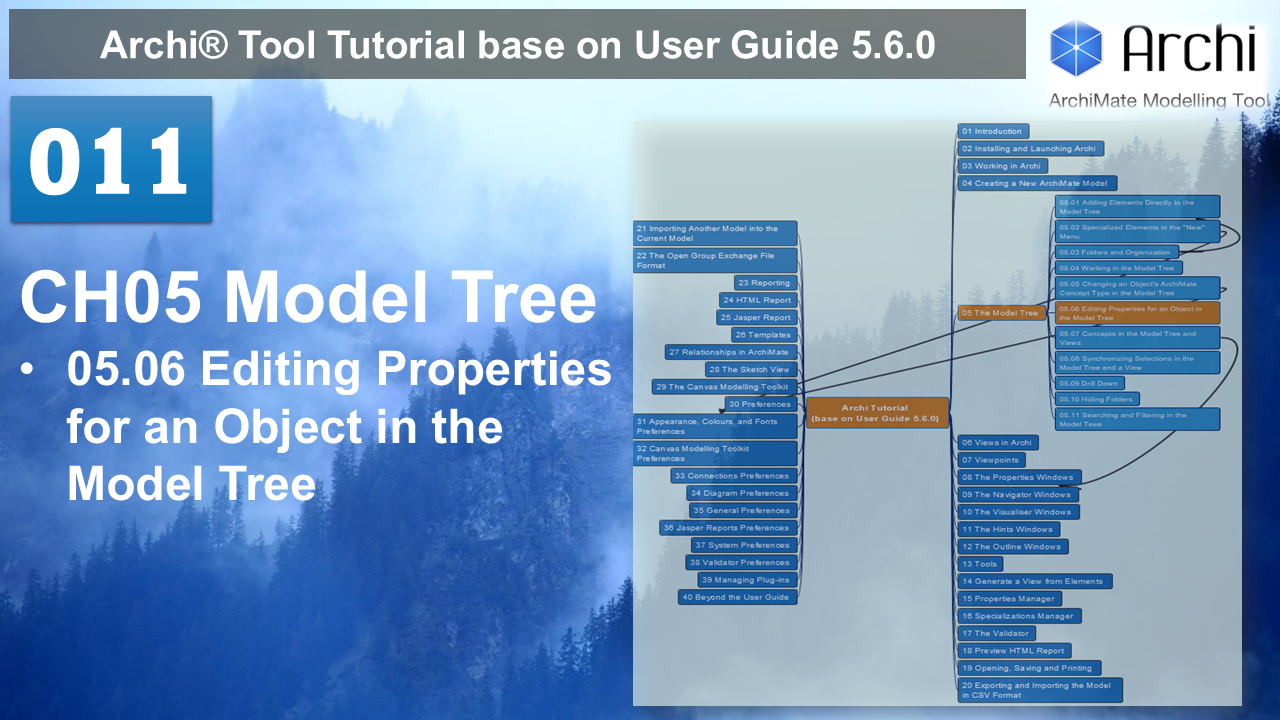 Archi® Tool Tutorial base on User Guide 5.6.0
Archi
ArchiMate Modelling Tool
011
CH05 Model Tree
• 05.06 Editing Properties
for an Object in the
Model Tree
21 Importing Another Model into the
Current Model
22 The Open Group Exchange File
Format
23 Reporting
24 HTML Report
25 Jasper Report
26 Templates
27 Relationships in ArchiMate
28 The Sketch View
29 The Canvas Modelling Toolkit
30 Preferences
31 Appearance, Colours, and Fonts
Preferences
32 Canvas Modelling Toolkit
Preferences
33 Connections Preferences
34 Diagram Preferences
35 General Preferences
36 Jasper Reports Preferences
37 System Preferences
38 Validator Preferences
39 Managing Plug-ins
40 Beyond the User Guide
Archi Tutorial
(base on User Guide 5.6.0)
01 Introduction
02 Installing and Launching Archi
03 Working in Archi
04 Creating a New ArchiMate Model
05 The Model Tree
05.01 Adding Elements Directly to the
Model Tree
05.02 Specialized Elements in the "New"
Menu
05.03 Folders and Organization
05.04 Working in the Model Tree
05.05 Changing an Object's ArchiMate
Concept Type in the Model Tree
05.06 Editing Properties for an Object in
the Model Tree
05.07 Concepts in the Model Tree and
Views
05.08 Synchronizing Selections in the
Model Tree and a View
05.09 Drill Down
05.10 Hiding Folders
05.11 Searching and Filtering in the
Model Teee
06 Views in Archi
07 Viewpoints
08 The Properties Windows
09 The Navigator Windows
10 The Visualiser Windows
11 The Hints Windows
12 The Outline Windows
13 Tools
14 Generate a View from Elements
15 Properties Manager
16 Specializations Manager
17 The Validator
18 Preview HTML Report
19 Opening, Saving and Printing
20 Exporting and Importing the Model
in CSV Format